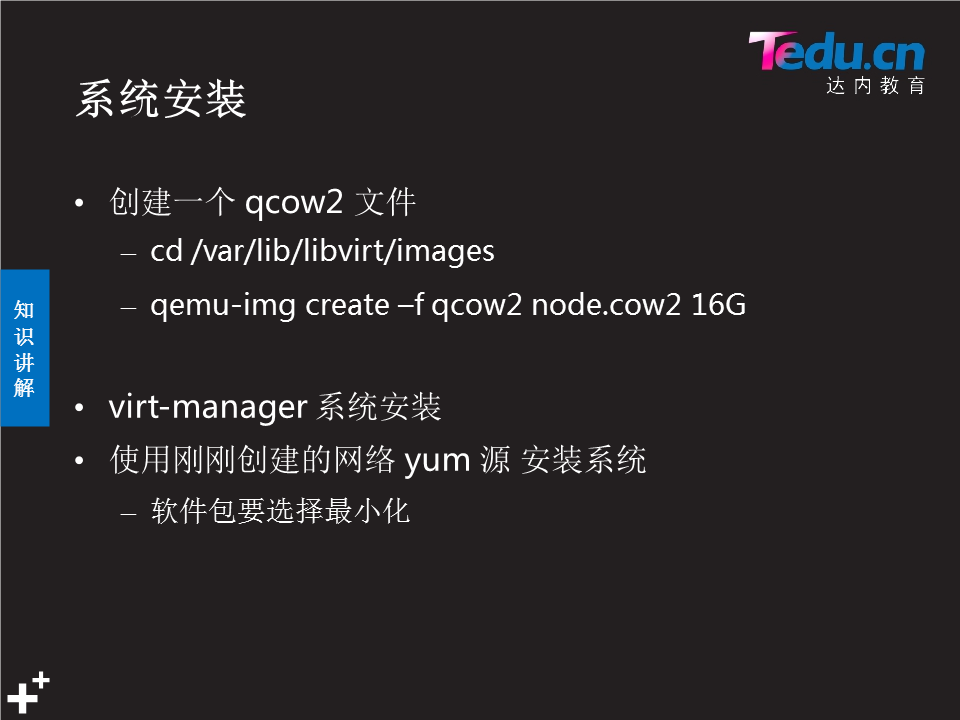 Tedu.cn
达内教育
系统安装
• 创建一个 qcow2 文件
– cd /var/lib/libvirt/images
– qemu-img create –f qcow2 node.cow2 16G
• virt-manager 系统安装
• 使用刚刚创建的网络 yum 源 安装系统
– 软件包要选择最小化
知
识
讲
解